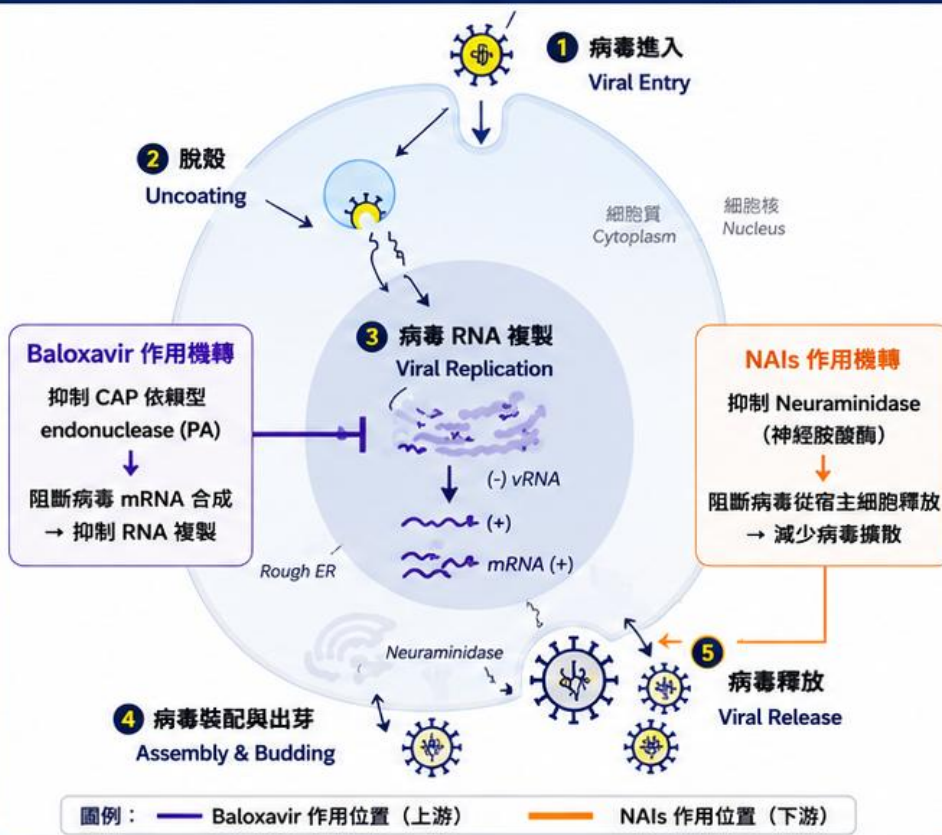 1 病毒進入
Viral Entry
2 脫殼
Uncoating
細胞質
Cytoplasm
細胞核
Nucleus
3 病毒 RNA 複製
Viral Replication
Baloxavir 作用機轉
抑制 CAP 依賴型
endonuclease (PA)
阻斷病毒 mRNA 合成
→ 抑制 RNA 複製
NAIs 作用機轉
抑制 Neuraminidase
（神經胺酸酶）
阻斷病毒從宿主細胞釋放
→ 減少病毒擴散
(-) vRNA
(+)
mRNA (+)
Rough ER
Neuraminidase
4 病毒裝配與出芽
Assembly & Budding
5
病毒釋放
Viral Release
圖例：
Baloxavir 作用位置（上游）
NAIs 作用位置（下游）